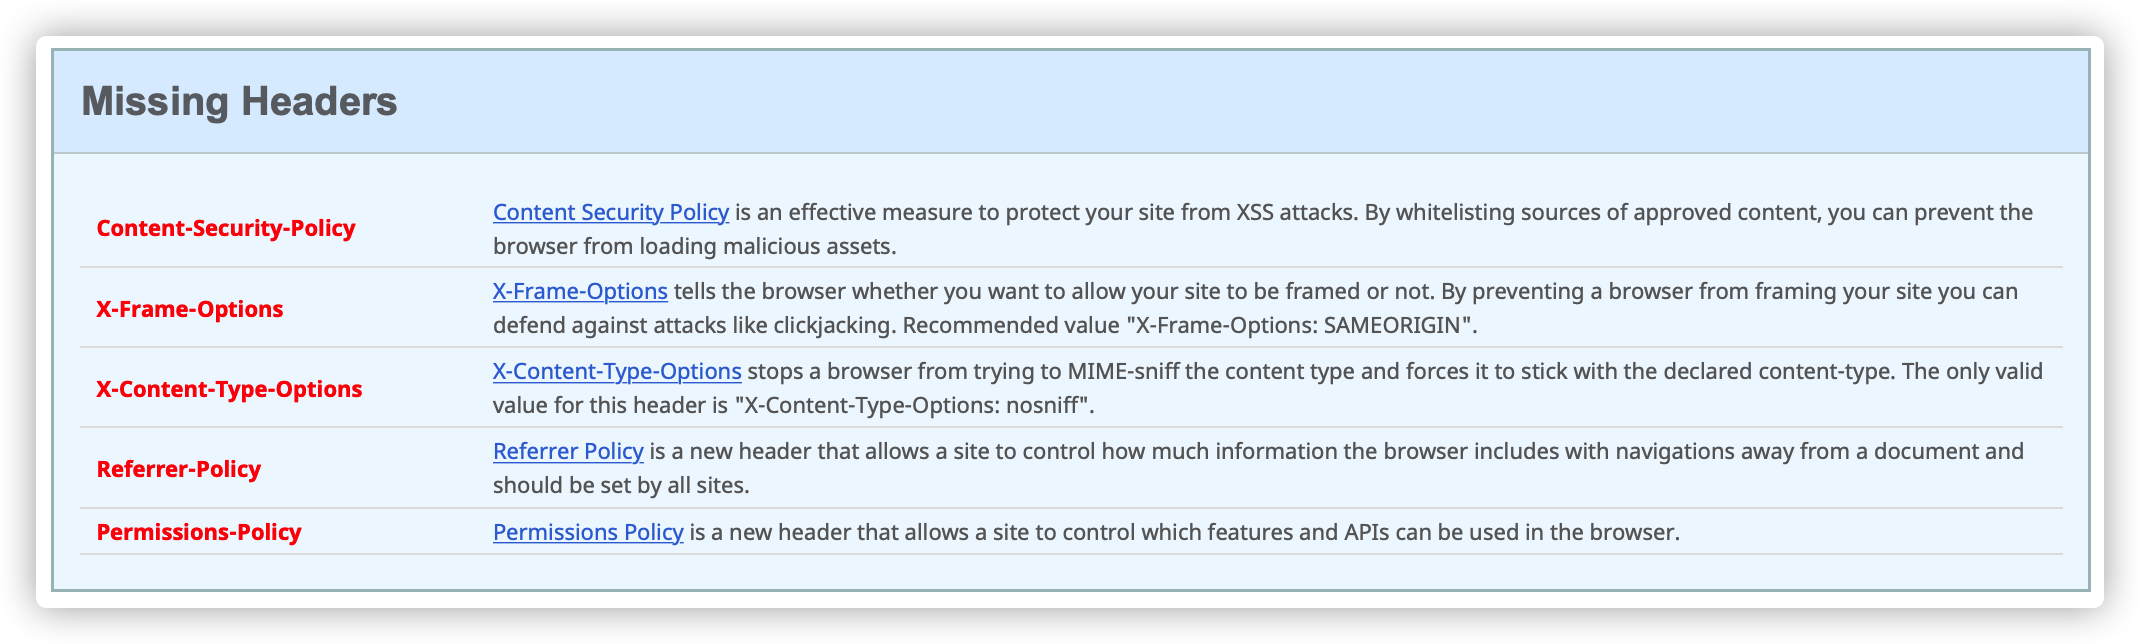 Missing Headers
Content-Security-Policy
Content Security Policy is an effective measure to protect your site from XSS attacks. By whitelisting sources of approved content, you can prevent the
browser from loading malicious assets.
X-Frame-Options
X-Frame-Options tells the browser whether you want to allow your site to be framed or not. By preventing a browser from framing your site you can
defend against attacks like clickjacking. Recommended value "X-Frame-Options: SAMEORIGIN".
X-Content-Type-Options
X-Content-Type-Options stops a browser from trying to MIME-sniff the content type and forces it to stick with the declared content-type. The only valid
value for this header is "X-Content-Type-Options: nosniff".
Referrer-Policy
Referrer Policy is a new header that allows a site to control how much information the browser includes with navigations away from a document and
should be set by all sites.
Permissions-Policy
Permissions Policy is a new header that allows a site to control which features and APIs can be used in the browser.